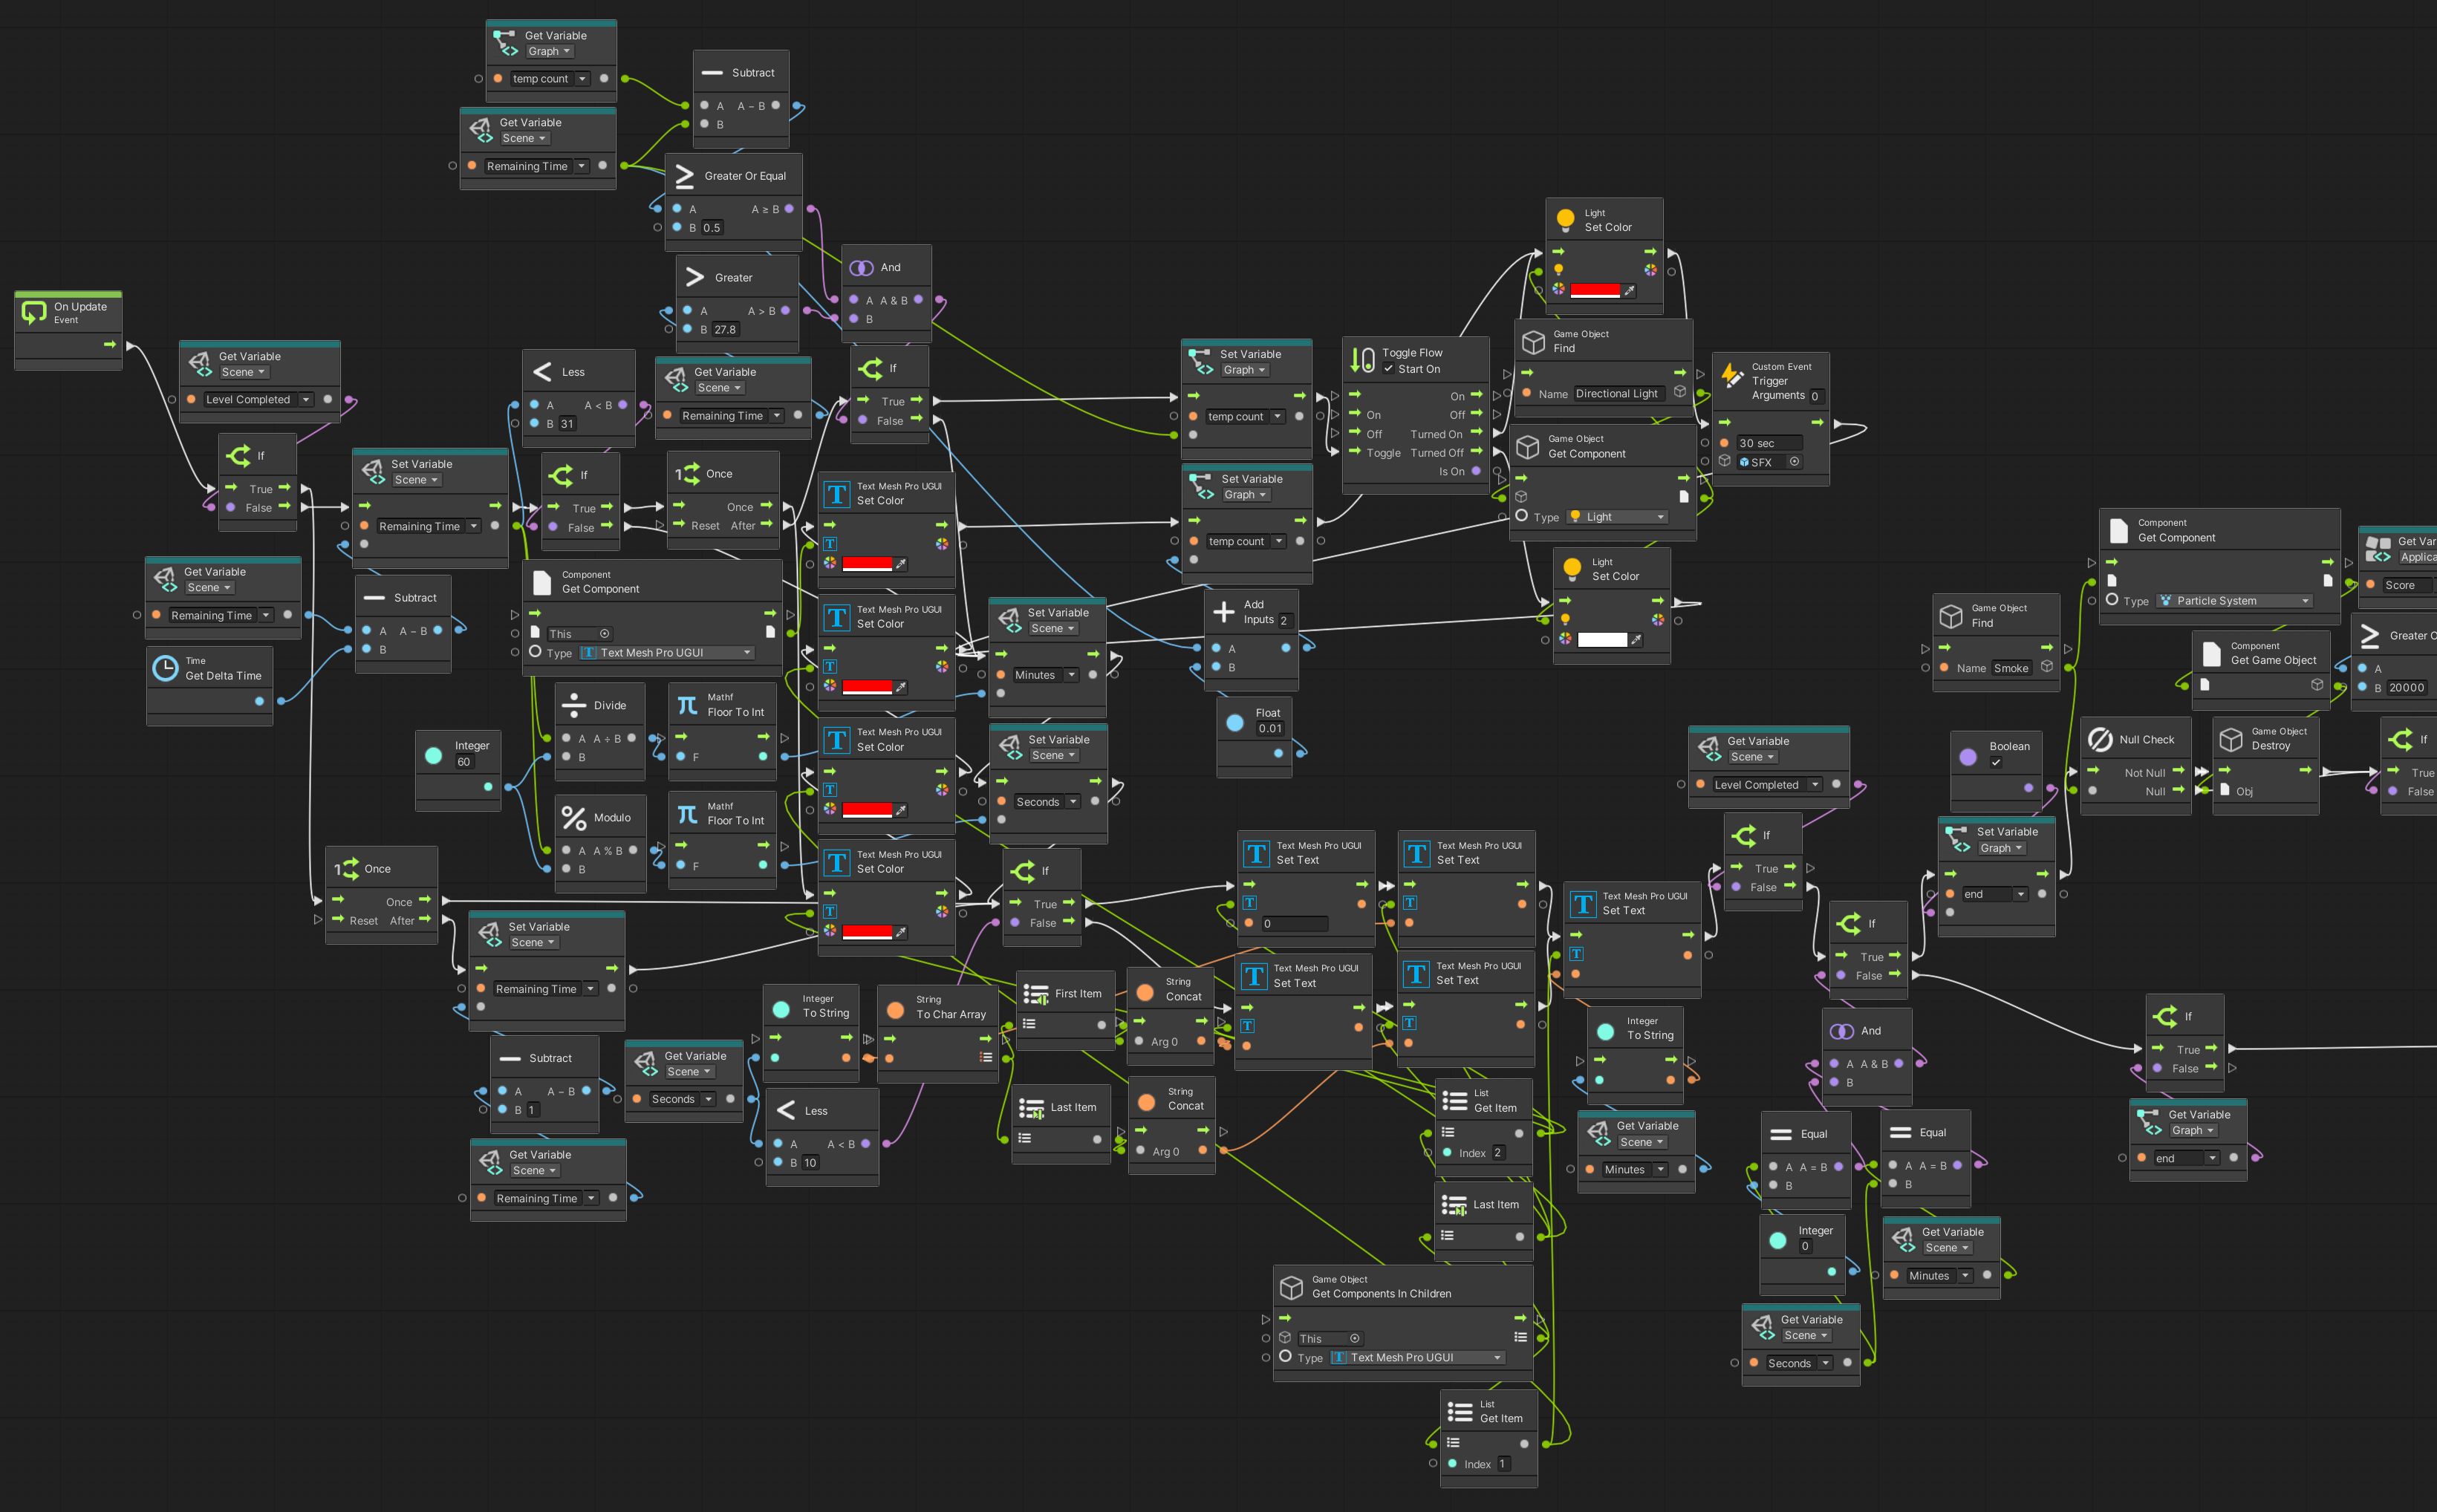 Get Variable
Graph
temp count
Subtract
A A − B
B
Get Variable
Scene
Remaining Time
Greater Or Equal
A A ≥ B
B 0.5
Greater
A A > B
B 27.8
And
A A & B
B
On Update
Event
Get Variable
Scene
Level Completed
If
True
False
Set Variable
Scene
Remaining Time
Get Variable
Scene
Remaining Time
Subtract
A A − B
B
Time
Get Delta Time
Less
A A < B
B 31
Get Variable
Scene
Remaining Time
If
True
False
If
True
False
Once
Once
Reset After
Component
Get Component
This
Type Text Mesh Pro UGUI
Integer
60
Divide
A A ÷ B
B
Mathf
Floor To Int
F
Modulo
A A % B
B
Mathf
Floor To Int
F
Text Mesh Pro UGUI
Set Color
Text Mesh Pro UGUI
Set Color
Text Mesh Pro UGUI
Set Color
Text Mesh Pro UGUI
Set Color
Set Variable
Scene
Minutes
Set Variable
Scene
Seconds
If
True
False
Set Variable
Graph
temp count
Set Variable
Graph
temp count
Add
Inputs 2
A
B
Float
0.01
Toggle Flow
Start On
On
On Off
Off Turned On
Toggle Turned Off
Is On
Light
Set Color
Game Object
Find
Name Directional Light
Game Object
Get Component
Type Light
Light
Set Color
Custom Event
Trigger
Arguments 0
30 sec
SFX
Once
Once
Reset After
Set Variable
Scene
Remaining Time
Subtract
A A − B
B 1
Get Variable
Scene
Remaining Time
Get Variable
Scene
Seconds
Integer
To String
String
To Char Array
Less
A A < B
B 10
First Item
Last Item
String
Concat
Arg 0
String
Concat
Arg 0
Text Mesh Pro UGUI
Set Text
0
Text Mesh Pro UGUI
Set Text
Text Mesh Pro UGUI
Set Text
Text Mesh Pro UGUI
Set Text
Text Mesh Pro UGUI
Set Text
List
Get Item
Index 2
Last Item
Game Object
Get Components In Children
This
Type Text Mesh Pro UGUI
List
Get Item
Index 1
Integer
To String
Get Variable
Scene
Minutes
Get Variable
Scene
Level Completed
If
True
False
If
True
False
And
A A & B
B
Equal
A A = B
B
Equal
A A = B
B
Integer
0
Get Variable
Scene
Minutes
Get Variable
Scene
Seconds
Boolean
Set Variable
Graph
end
Game Object
Find
Name Smoke
Component
Get Component
Type Particle System
Component
Get Game Object
Null Check
Not Null
Null
Game Object
Destroy
Obj
Get Var
Applica
Score
Greater O
A
B 20000
If
True
False
If
True
False
Get Variable
Graph
end